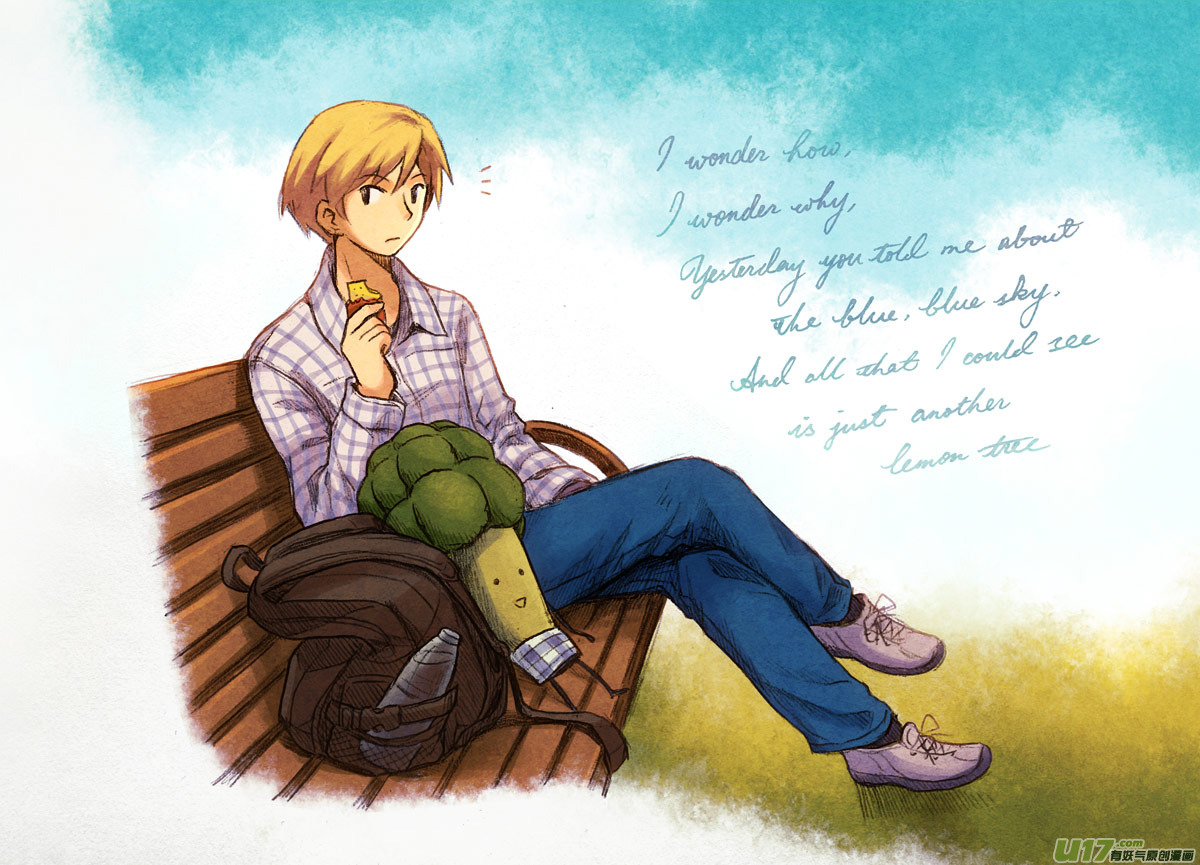 I wonder how,
I wonder why,
Yesterday you told me about
the blue, blue sky.
And all that I could see
is just another
lemon tree
U17.com
有妖气原创漫画